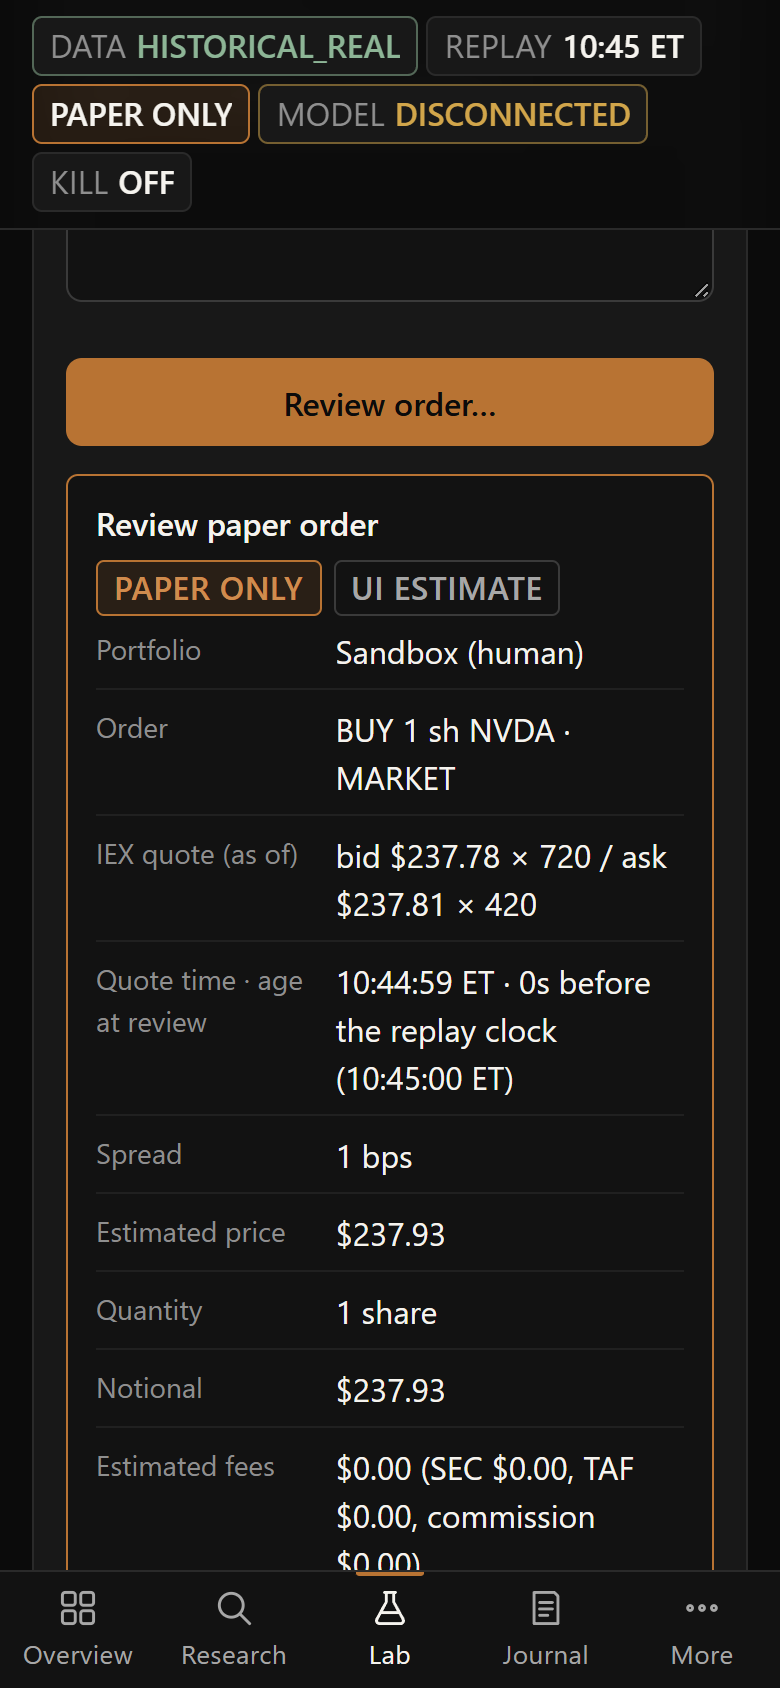 DATA HISTORICAL_REAL REPLAY 10:45 ET
PAPER ONLY MODEL DISCONNECTED
KILL OFF
Review order...
Review paper order
PAPER ONLY UI ESTIMATE
Portfolio Sandbox (human)
Order BUY 1 sh NVDA ·
MARKET
IEX quote (as of) bid $237.78 × 720 / ask
$237.81 × 420
Quote time · age 10:44:59 ET · 0s before
at review the replay clock
(10:45:00 ET)
Spread 1 bps
Estimated price $237.93
Quantity 1 share
Notional $237.93
Estimated fees $0.00 (SEC $0.00, TAF
$0.00, commission
$0.00)
Overview Research Lab Journal More